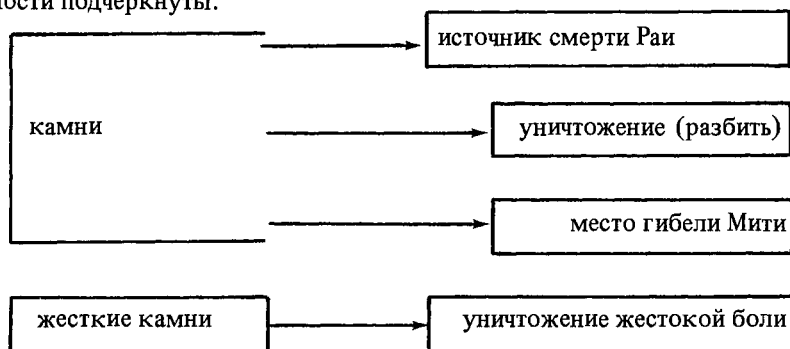 ности подчеркнуты.
источник смерти Раи
камни
уничтожение (разбить)
место гибели Мити
жесткие камни
уничтожение жестокой боли